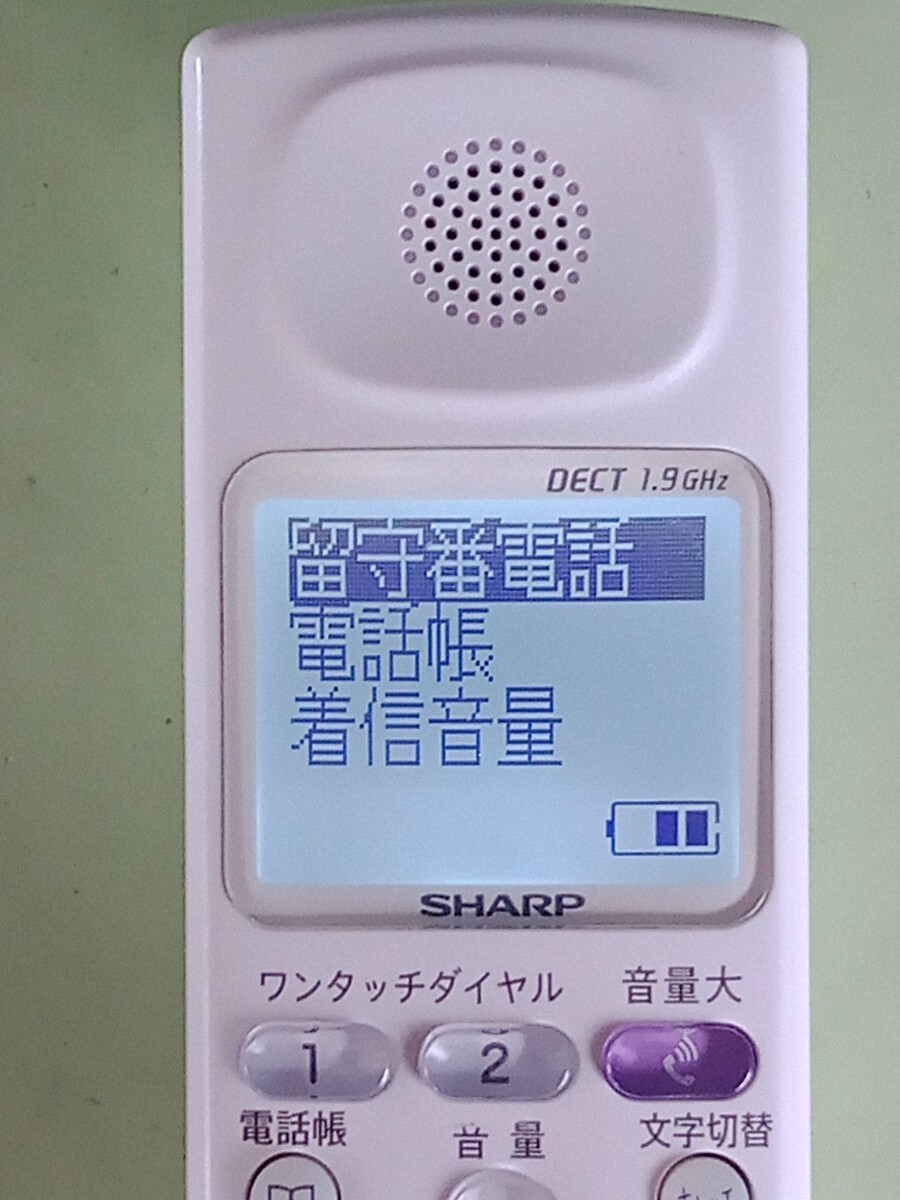 DECT 1.9GHz
留守番電話
電話帳
着信音量
SHARP
ワンタッチダイヤル 音量大
1 2
電話帳 音量 文字切替